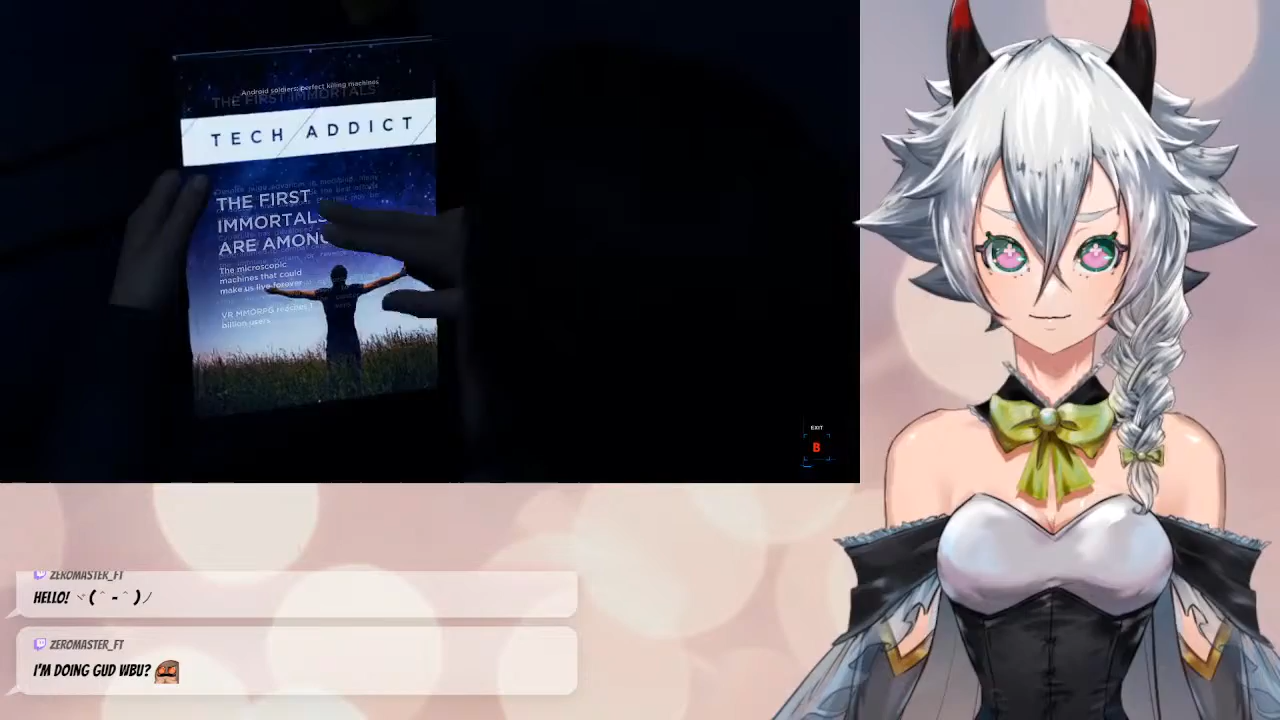 Android soldiers: perfect killing machines
THE FIRST IMMORTALS
TECH ADDICT
THE FIRST
IMMORTALS
ARE AMONG
The microscopic
machines that could
make us live forever
VR MMORPG reaches 1
billion users
EXIT
B
ZEROMASTER_FT
HELLO! ヾ(＾-＾)ノ
ZEROMASTER_FT
I'M DOING GUD WBU?